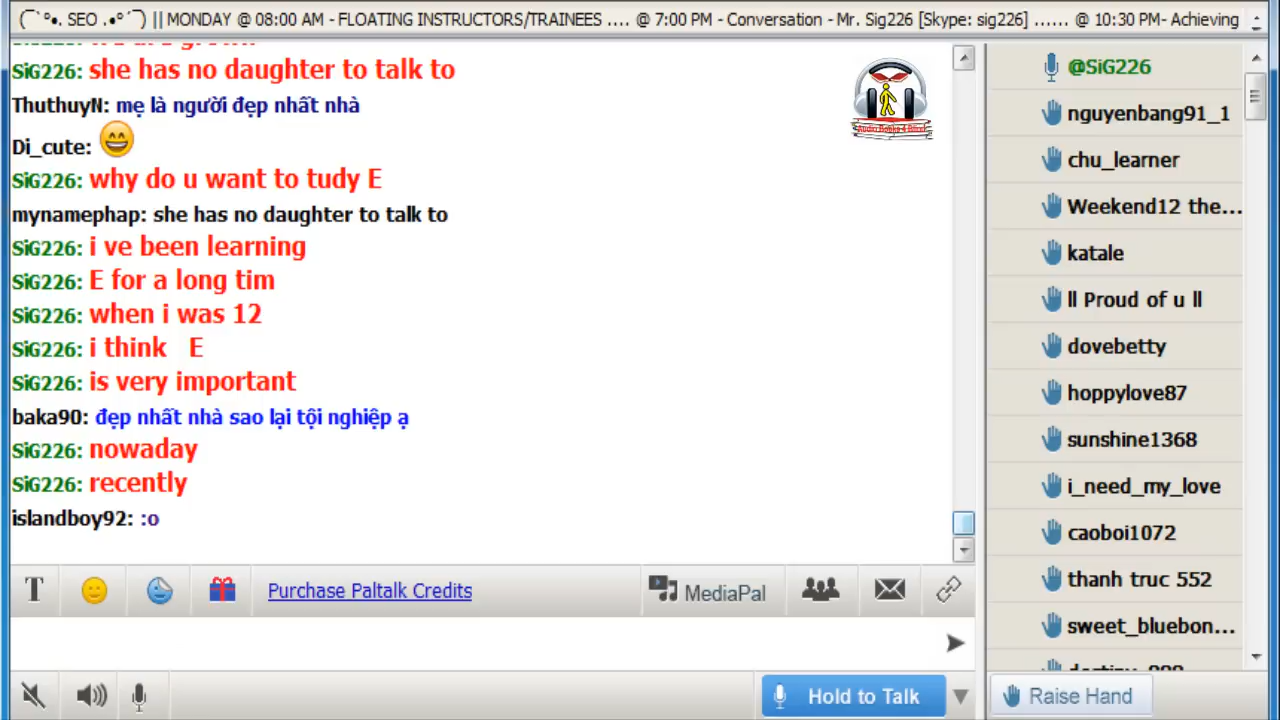 (¯`°•. SEO .•°´¯) || MONDAY @ 08:00 AM - FLOATING INSTRUCTORS/TRAINEES .... @ 7:00 PM - Conversation - Mr. Sig226 [Skype: sig226] ...... @ 10:30 PM- Achieving
SiG226: she has no daughter to talk to
ThuthuyN: mẹ là người đẹp nhất nhà
Di_cute:
SiG226: why do u want to tudy E
mynamephap: she has no daughter to talk to
SiG226: i ve been learning
SiG226: E for a long tim
SiG226: when i was 12
SiG226: i think E
SiG226: is very important
baka90: đẹp nhất nhà sao lại tội nghiệp ạ
SiG226: nowaday
SiG226: recently
islandboy92: :o
T
Purchase Paltalk Credits
MediaPal
Hold to Talk
@SiG226
nguyenbang91_1
chu_learner
Weekend12 the...
katale
ll Proud of u ll
dovebetty
hoppylove87
sunshine1368
i_need_my_love
caoboi1072
thanh truc 552
sweet_bluebon...
Raise Hand